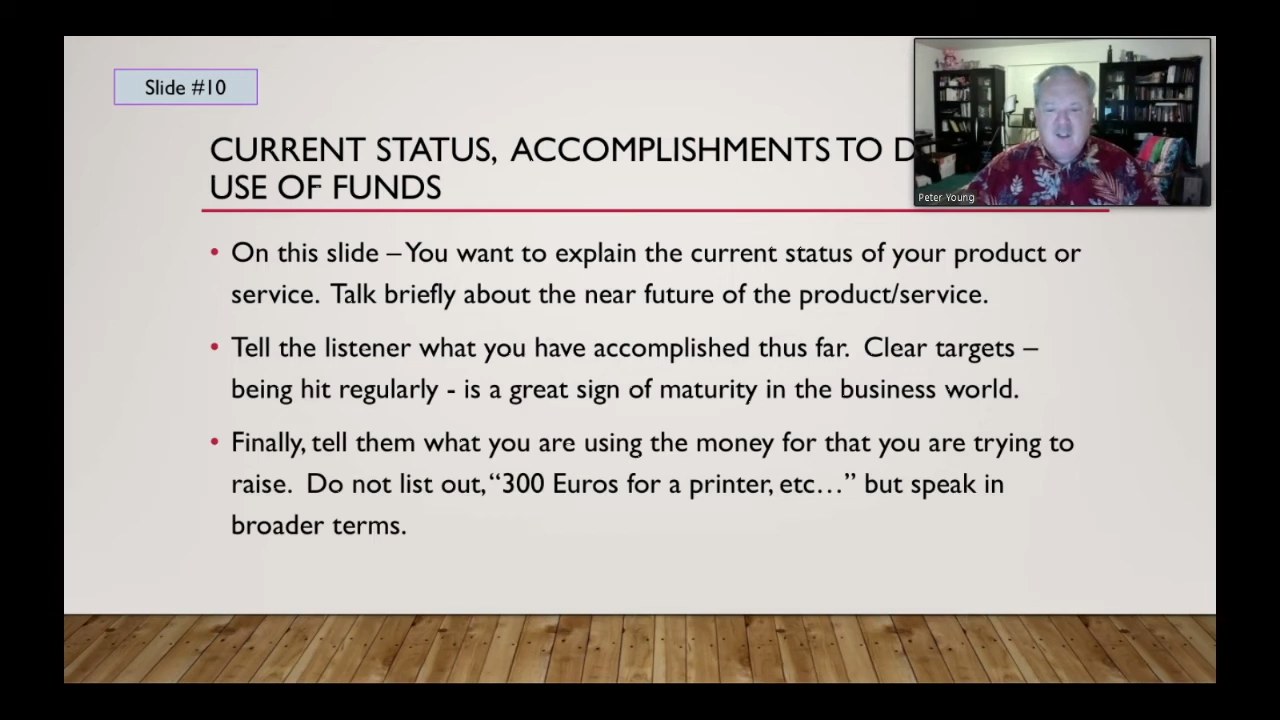 Slide #10
CURRENT STATUS, ACCOMPLISHMENTS TO D
USE OF FUNDS
Peter Young
• On this slide – You want to explain the current status of your product or
service. Talk briefly about the near future of the product/service.
• Tell the listener what you have accomplished thus far. Clear targets –
being hit regularly - is a great sign of maturity in the business world.
• Finally, tell them what you are using the money for that you are trying to
raise. Do not list out, “300 Euros for a printer, etc…” but speak in
broader terms.